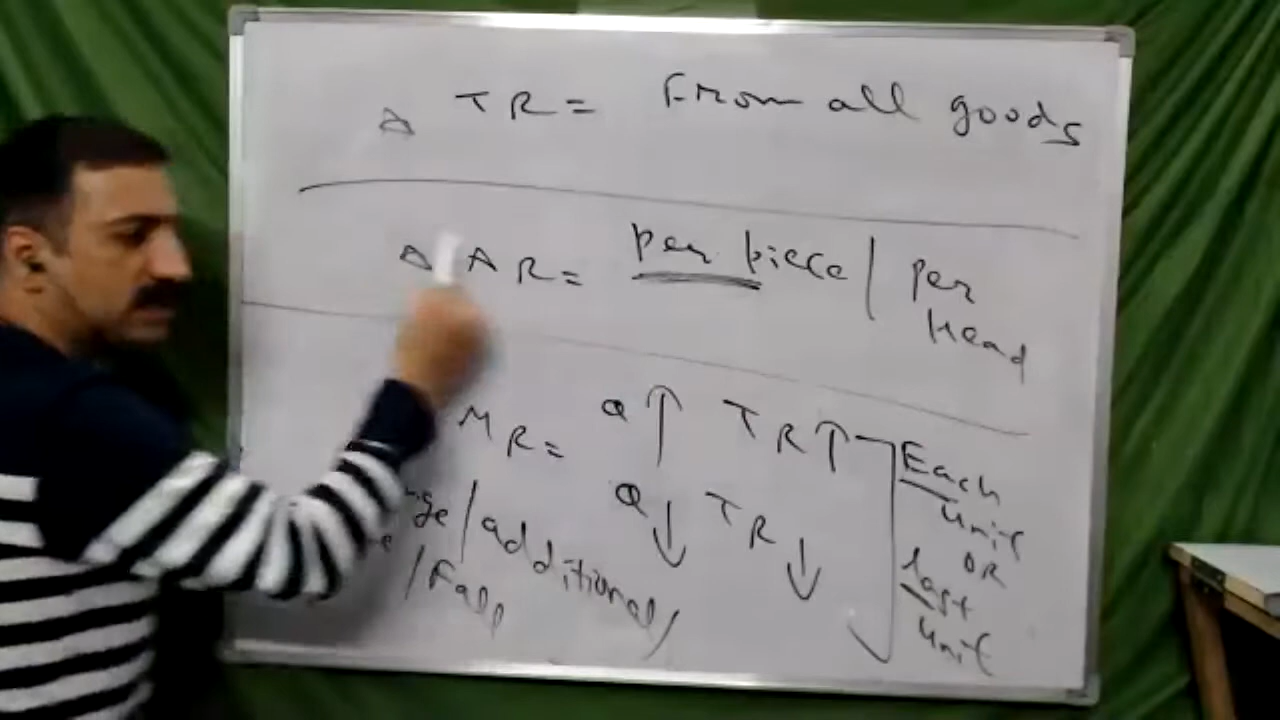 Δ TR = From all goods
Δ AR = per piece | Per Head
MR = Q ↑ TR ↑ Each unit
Q ↓ TR ↓ OR
last unit
/ additional /
/ Fall